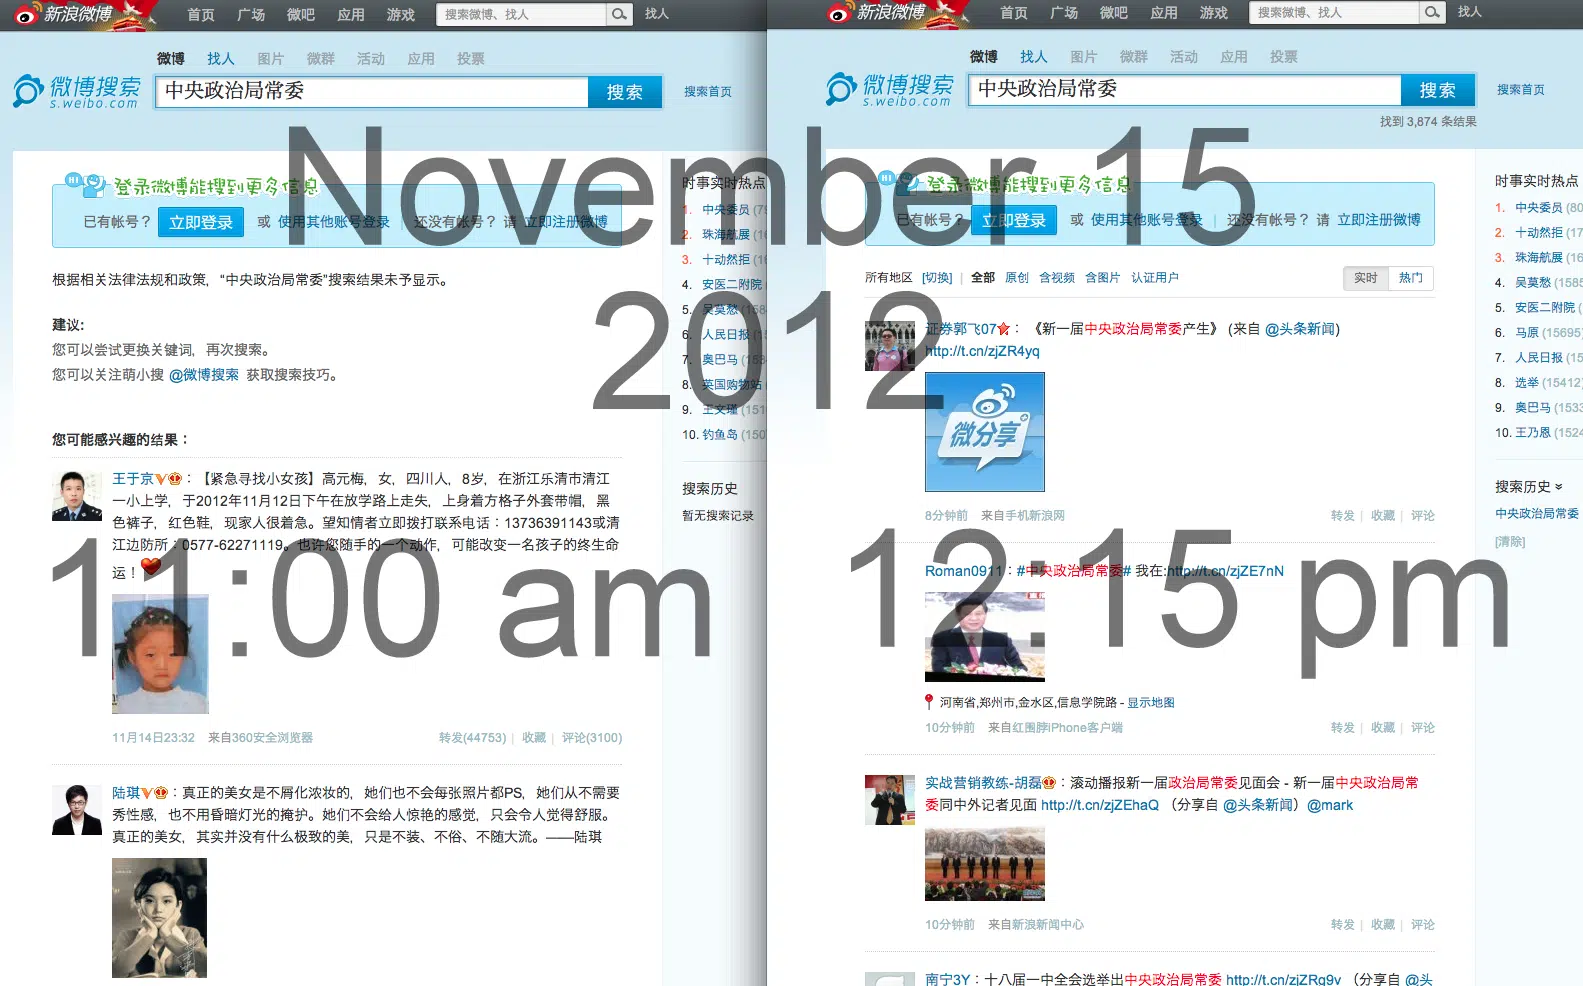 新浪微博 首页 广场 微吧 应用 游戏 搜索微博、找人 找人
微博 找人 图片 微群 活动 应用 投票
微博搜索 中央政治局常委 搜索 搜索首页
s.weibo.com
登录微博能搜到更多信息
已有帐号？ 立即登录 或 使用其他账号登录 | 还没有帐号？ 请 立即注册微博
根据相关法律法规和政策，“中央政治局常委”搜索结果未予显示。
建议：
您可以尝试更换关键词，再次搜索。
您可以关注萌小搜 @微博搜索 获取搜索技巧。
您可能感兴趣的结果：
王于京：【紧急寻找小女孩】高元梅，女，四川人，8岁，在浙江乐清市清江
一小上学，于2012年11月12日下午在放学路上走失，上身着方格子外套带帽，黑
色裤子，红色鞋，现家人很着急。望知情者立即拨打联系电话：13736391143或清
江边防所：0577-62271119。也许您随手的一个动作，可能改变一名孩子的终生命
运！
11月14日23:32 来自360安全浏览器 转发(44753) | 收藏 | 评论(3100)
陆琪：真正的美女是不屑化浓妆的，她们也不会每张照片都PS，她们从不需要
秀性感，也不用昏暗灯光的掩护。她们不会给人惊艳的感觉，只会令人觉得舒服。
真正的美女，其实并没有什么极致的美，只是不装、不俗、不随大流。——陆琪
时事实时热点
1. 中央委员
2. 珠海航展
3. 十动然拒
4. 安医二附院
5. 吴莫愁
6. 人民日报
7. 奥巴马
8. 英国购物站
9. 王文瑾
10. 钓鱼岛
搜索历史
暂无搜索记录
November 15
2012
11:00 am
12:15 pm
新浪微博 首页 广场 微吧 应用 游戏 搜索微博、找人 找人
微博 找人 图片 微群 活动 应用 投票
微博搜索 中央政治局常委 搜索 搜索首页
s.weibo.com
找到 3,874 条结果
登录微博能搜到更多信息
已有帐号？ 立即登录 或 使用其他账号登录 | 还没有帐号？ 请 立即注册微博
所有地区 [切换] | 全部 原创 含视频 含图片 认证用户 实时 热门
证券郭飞07：《新一届中央政治局常委产生》 (来自 @头条新闻)
http://t.cn/zjZR4yq
微分享
8分钟前 来自手机新浪网 转发 | 收藏 | 评论
Roman0911：#中央政治局常委# 我在:http://t.cn/zjZE7nN
河南省,郑州市,金水区,信息学院路 - 显示地图
10分钟前 来自红围脖iPhone客户端 转发 | 收藏 | 评论
实战营销教练-胡磊：滚动播报新一届政治局常委见面会 - 新一届中央政治局常
委同中外记者见面 http://t.cn/zjZEhaQ （分享自 @头条新闻）@mark
10分钟前 来自新浪新闻中心 转发 | 收藏 | 评论
南宁3Y：十八届一中全会选举出中央政治局常委 http://t.cn/zjZRg9v （分享自 @头
时事实时热点
1. 中央委员 (80
2. 十动然拒 (17
3. 珠海航展 (16
4. 吴莫愁 (1585
5. 安医二附院 (
6. 马原 (15695
7. 人民日报 (15
8. 选举 (15412
9. 奥巴马 (1533
10. 王乃恩 (1524
搜索历史
中央政治局常委
[清除]